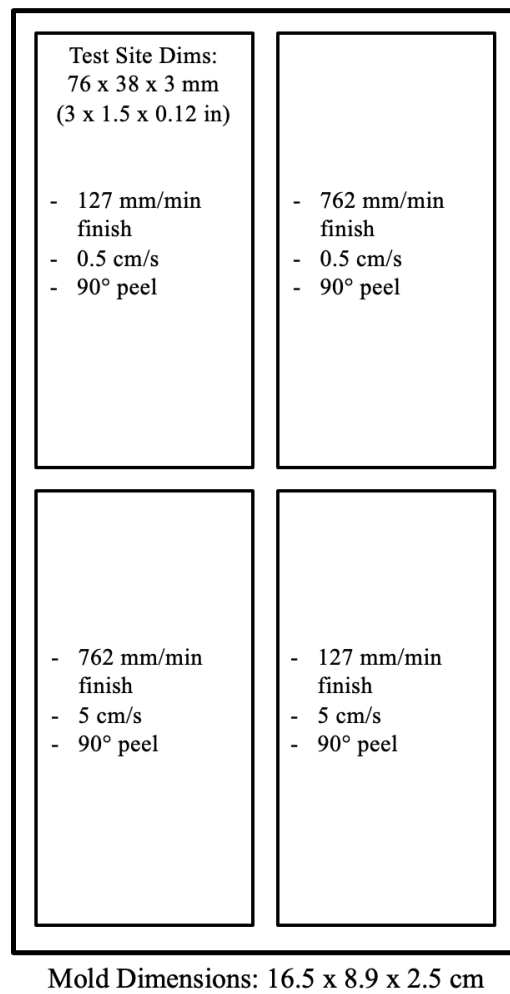 Test Site Dims:
76 x 38 x 3 mm
(3 x 1.5 x 0.12 in)
- 127 mm/min
finish
- 0.5 cm/s
- 90° peel
- 762 mm/min
finish
- 0.5 cm/s
- 90° peel
- 762 mm/min
finish
- 5 cm/s
- 90° peel
- 127 mm/min
finish
- 5 cm/s
- 90° peel
Mold Dimensions: 16.5 x 8.9 x 2.5 cm